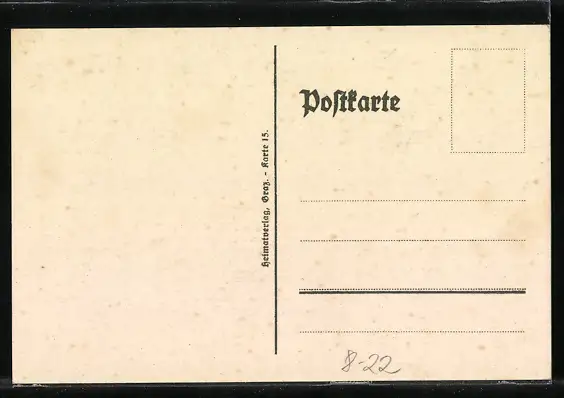 Heimatverlag, Graz. - Karte 15.
Postkarte
8-22